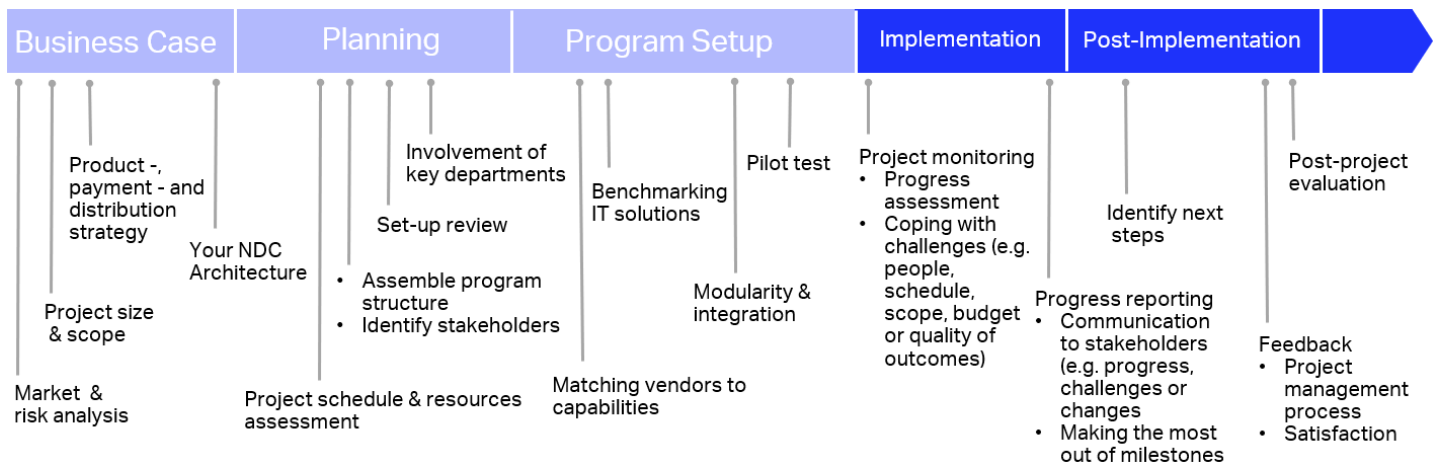 Business Case
Planning
Program Setup
Implementation
Post-Implementation
Product -,
payment - and
distribution
strategy
Your NDC
Architecture
Project size
& scope
Market &
risk analysis
Involvement of
key departments
Set-up review
• Assemble program
structure
• Identify stakeholders
Project schedule & resources
assessment
Pilot test
Benchmarking
IT solutions
Modularity &
integration
Matching vendors to
capabilities
Project monitoring
• Progress
assessment
• Coping with
challenges (e.g.
people,
schedule,
scope, budget
or quality of
outcomes)
Progress reporting
• Communication
to stakeholders
(e.g. progress,
challenges or
changes
• Making the most
out of milestones
Identify next
steps
Post-project
evaluation
Feedback
• Project
management
process
• Satisfaction